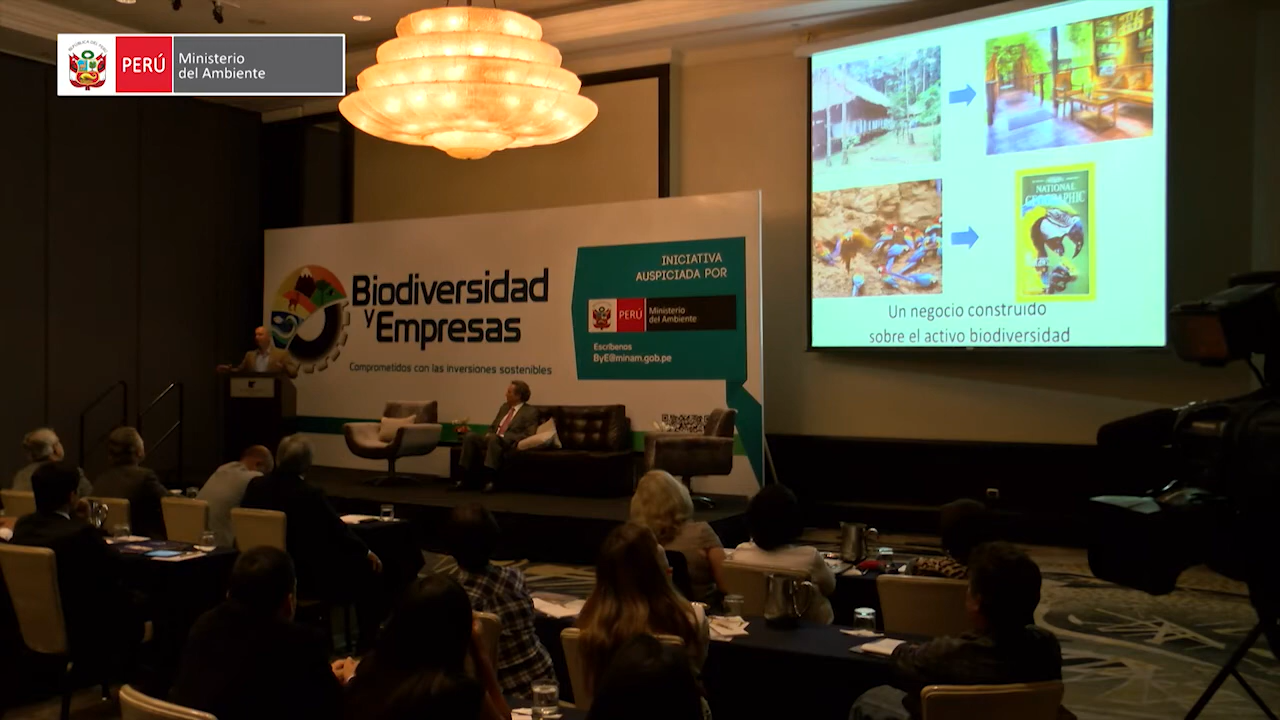 PERÚ
Ministerio
del Ambiente
Biodiversidad
y Empresas
Comprometidos con las inversiones sostenibles
INICIATIVA
AUSPICIADA POR
PERÚ
Ministerio
del Ambiente
Escríbenos
ByE@minam.gob.pe
NATIONAL
GEOGRAPHIC
Un negocio construido
sobre el activo biodiversidad